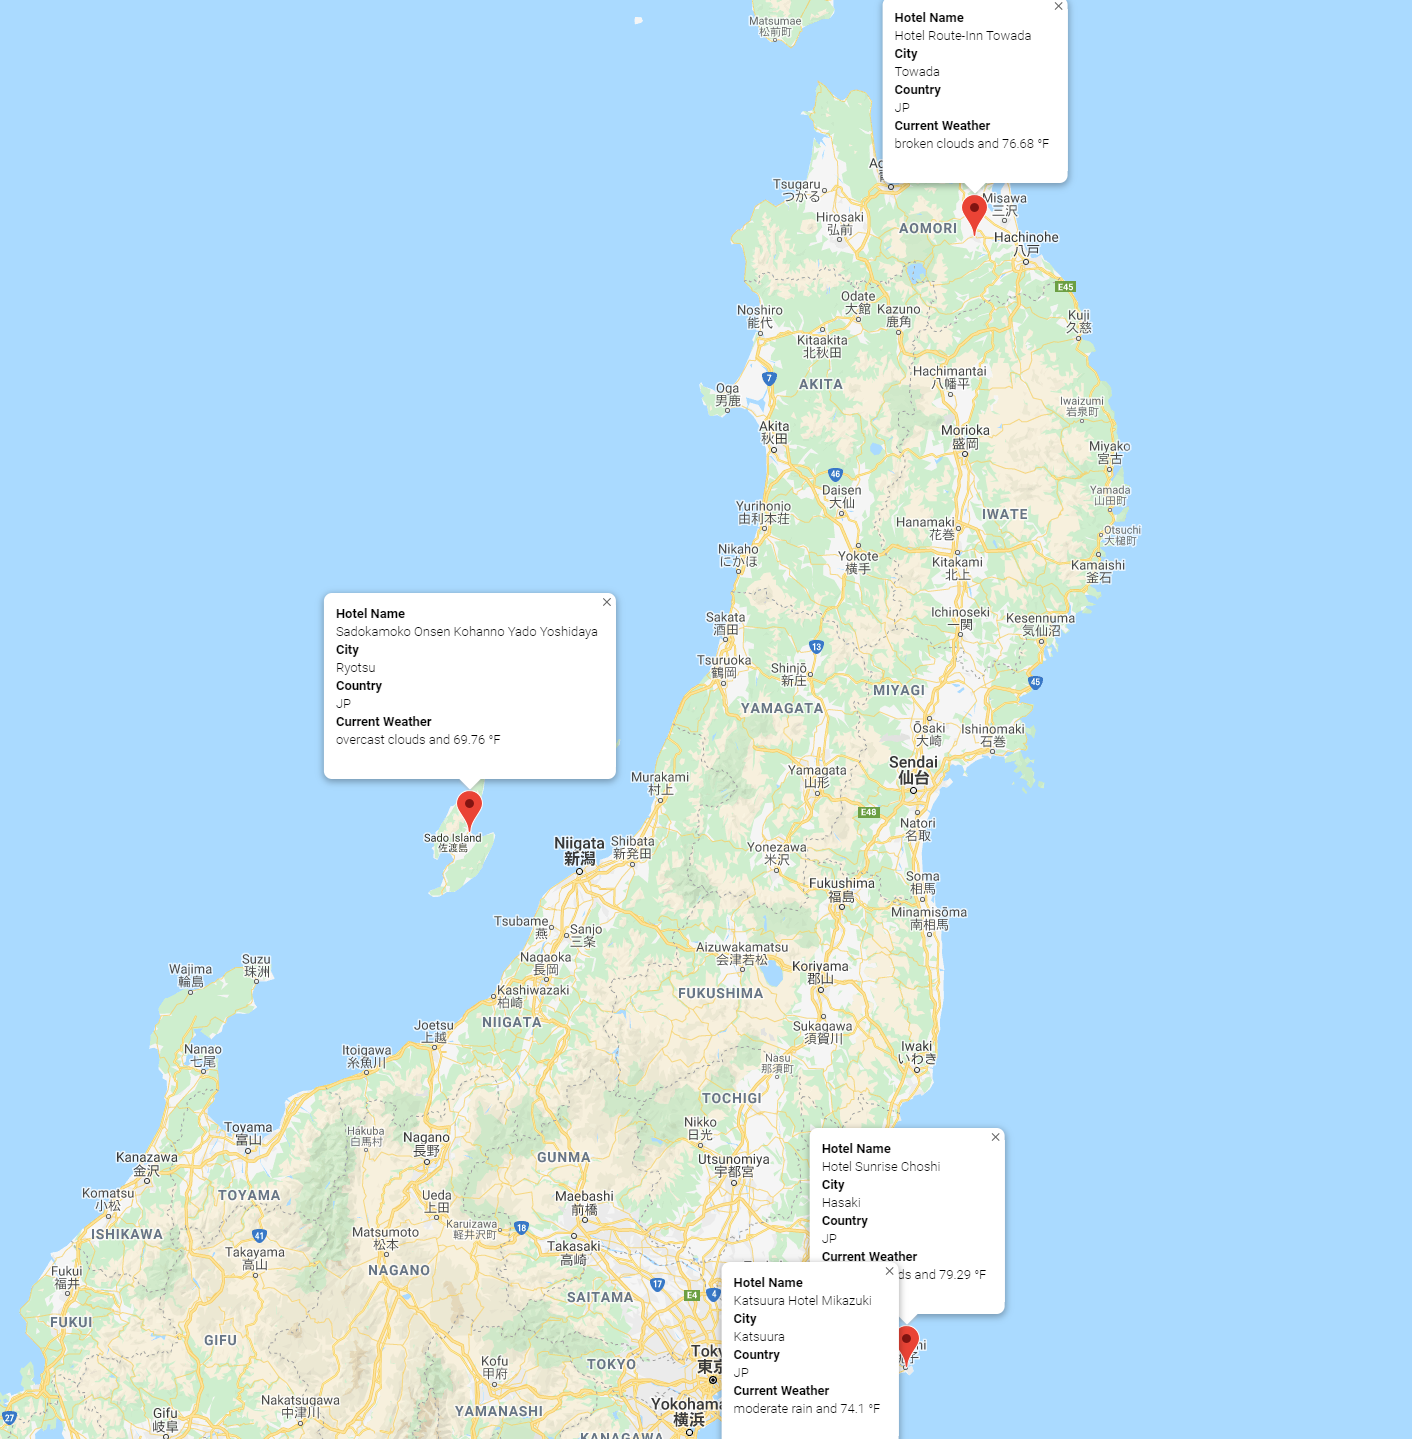 Matsumae
松前町
Hotel Name
Hotel Route-Inn Towada
City
Towada
Country
JP
Current Weather
broken clouds and 76.68 °F
Tsugaru
つがる
Misawa
三沢
Hirosaki
弘前
AOMORI
Hachinohe
八戸
E45
Odate
大館
Kazuno
鹿角
Noshiro
能代
Kuji
久慈
Kitaakita
北秋田
Hachimantai
八幡平
7
AKITA
Oga
男鹿
Iwaizumi
岩泉町
Akita
秋田
Morioka
盛岡
Miyako
宮古
46
Daisen
大仙
Yamada
山田町
Yurihonjo
由利本荘
IWATE
Hanamaki
花巻
Otsuchi
大槌町
Nikaho
にかほ
Yokote
横手
Kitakami
北上
Kamaishi
釜石
Hotel Name
Sadokamoko Onsen Kohanno Yado Yoshidaya
City
Ryotsu
Country
JP
Current Weather
overcast clouds and 69.76 °F
Ichinoseki
一関
Kesennuma
気仙沼
Sakata
酒田
13
Tsuruoka
鶴岡
Shinjō
新庄
45
MIYAGI
YAMAGATA
Ōsaki
大崎
Ishinomaki
石巻
Sendai
仙台
Murakami
村上
Yamagata
山形
E48
Natori
名取
Sado Island
佐渡島
Niigata
新潟
Shibata
新発田
Yonezawa
米沢
Fukushima
福島
Soma
相馬
Minamisōma
南相馬
Tsubame
燕
Sanjo
三条
Aizuwakamatsu
会津若松
Nagaoka
長岡
Koriyama
郡山
Wajima
輪島
Suzu
珠洲
Kashiwazaki
柏崎
FUKUSHIMA
NIIGATA
Joetsu
上越
Sukagawa
須賀川
Nanao
七尾
Itoigawa
糸魚川
Iwaki
いわき
Nasu
那須町
TOCHIGI
Toyama
富山
Hakuba
白馬村
Nagano
長野
Nikko
日光
Kanazawa
金沢
GUNMA
Utsunomiya
宇都宮
Hotel Name
Hotel Sunrise Choshi
City
Hasaki
Country
JP
Current Weather
ds and 79.29 °F
Komatsu
小松
TOYAMA
Ueda
上田
Maebashi
前橋
ISHIKAWA
41
Matsumoto
松本
Karuizawa
軽井沢町
18
Takasaki
高崎
Takayama
高山
Fukui
福井
NAGANO
17
E4
4
SAITAMA
Hotel Name
Katsuura Hotel Mikazuki
City
Katsuura
Country
JP
Current Weather
moderate rain and 74.1 °F
FUKUI
GIFU
Kofu
甲府
TOKYO
Toky
東京
Nakatsugawa
中津川
Gifu
岐阜
YAMANASHI
Yokohama
横浜
27
KANAGAWA